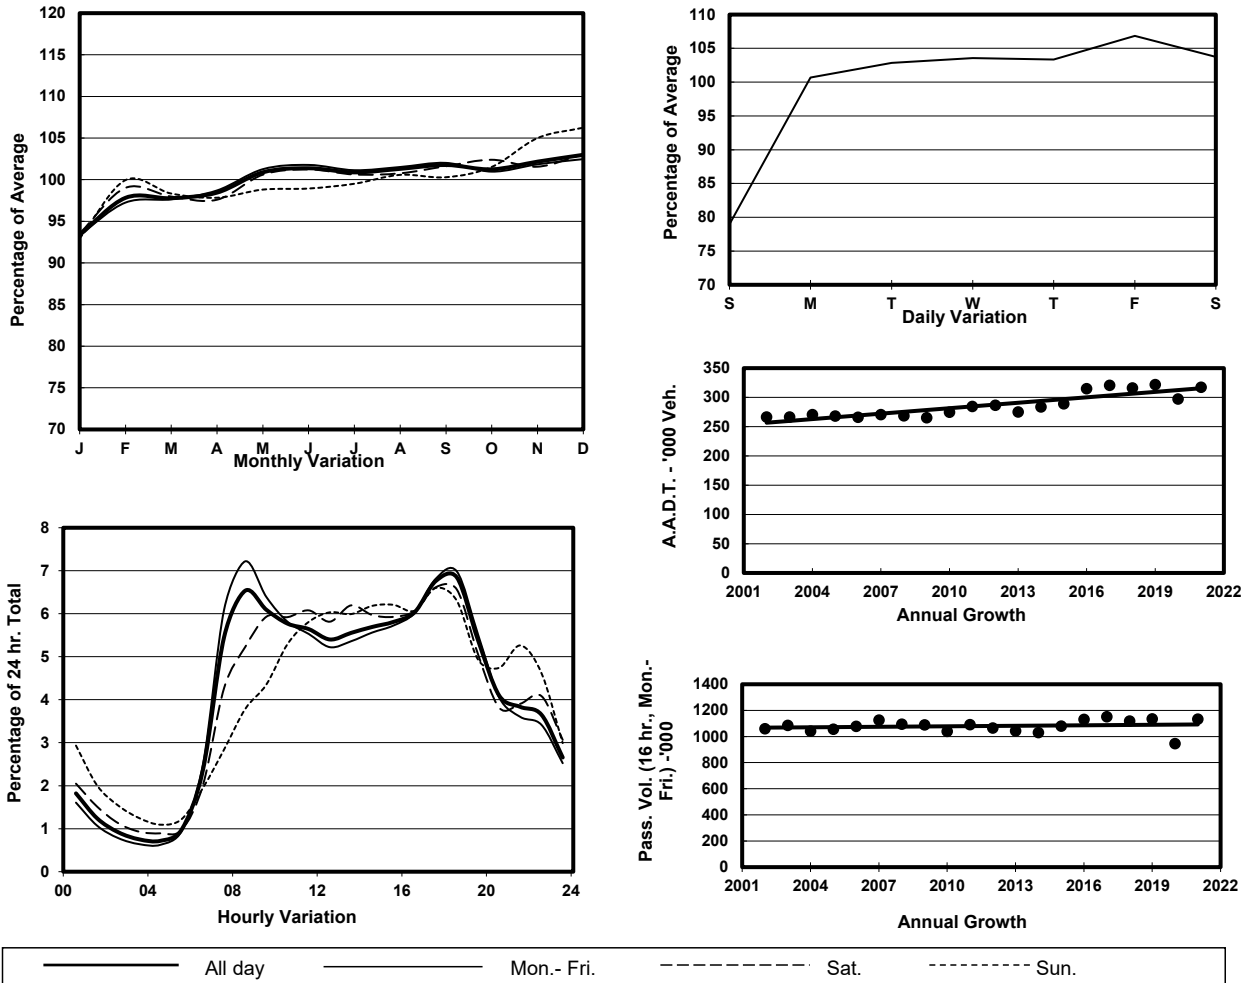 120
115
110
105
100
95
90
85
80
75
70
Percentage of Average
J F M A M J J A S O N D
Monthly Variation
110
105
100
95
90
85
80
75
70
Percentage of Average
S M T W T F S
Daily Variation
350
300
250
200
150
100
50
0
A.A.D.T. - '000 Veh.
2001 2004 2007 2010 2013 2016 2019 2022
Annual Growth
8
7
6
5
4
3
2
1
0
Percentage of 24 hr. Total
00 04 08 12 16 20 24
Hourly Variation
1400
1200
1000
800
600
400
200
0
Pass. Vol. (16 hr., Mon.-
Fri.) -'000
2001 2004 2007 2010 2013 2016 2019 2022
Annual Growth
All day Mon.- Fri. Sat. Sun.